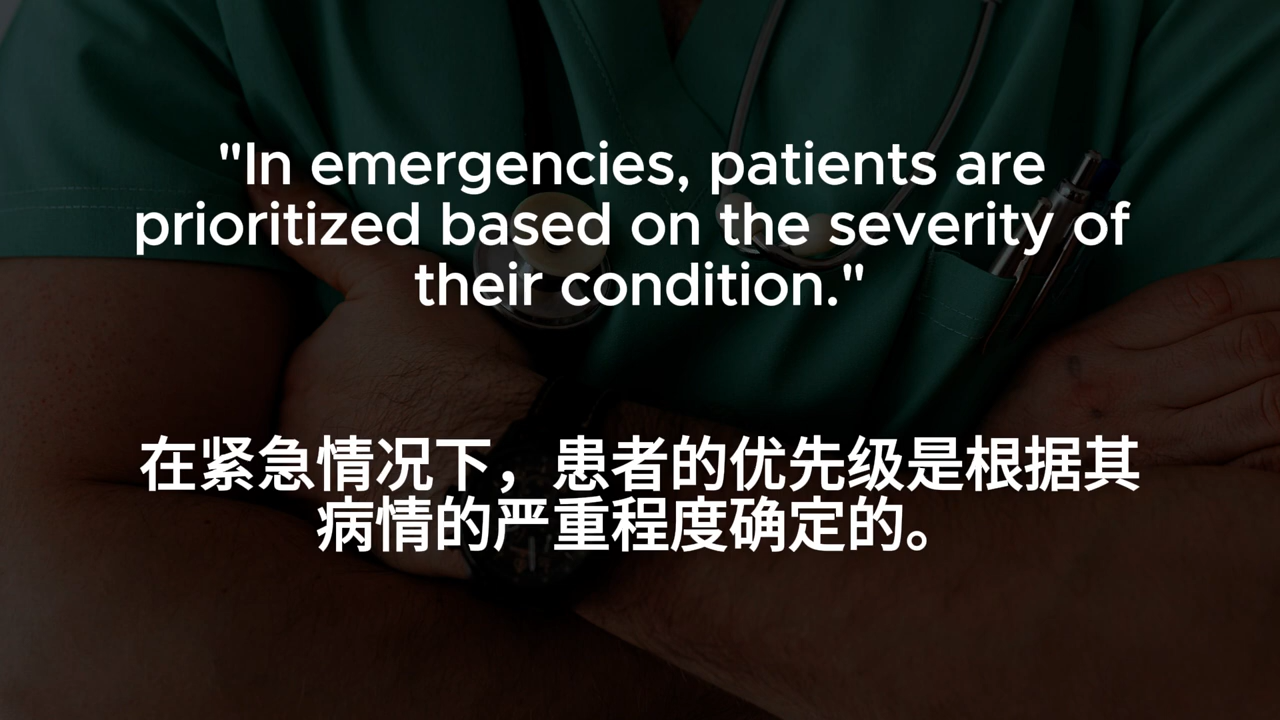 "In emergencies, patients are
prioritized based on the severity of
their condition."
在紧急情况下，患者的优先级是根据其
病情的严重程度确定的。